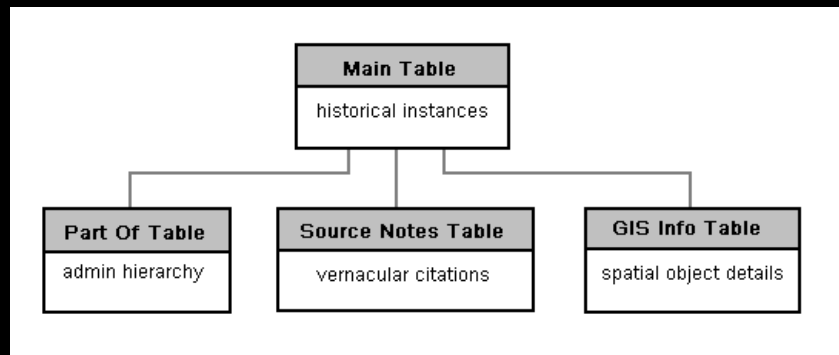 Main Table
historical instances
Part Of Table
admin hierarchy
Source Notes Table
vernacular citations
GIS Info Table
spatial object details